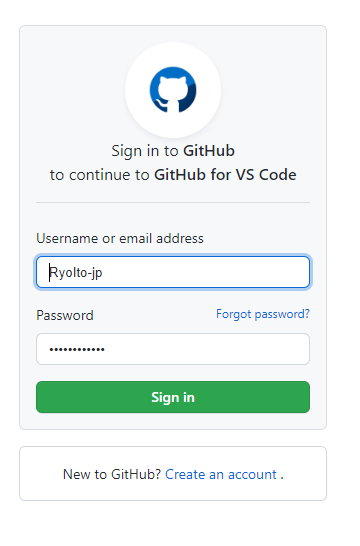 Sign in to GitHub
to continue to GitHub for VS Code
Username or email address
RyoIto-jp
Password Forgot password?
••••••••••••
Sign in
New to GitHub? Create an account .